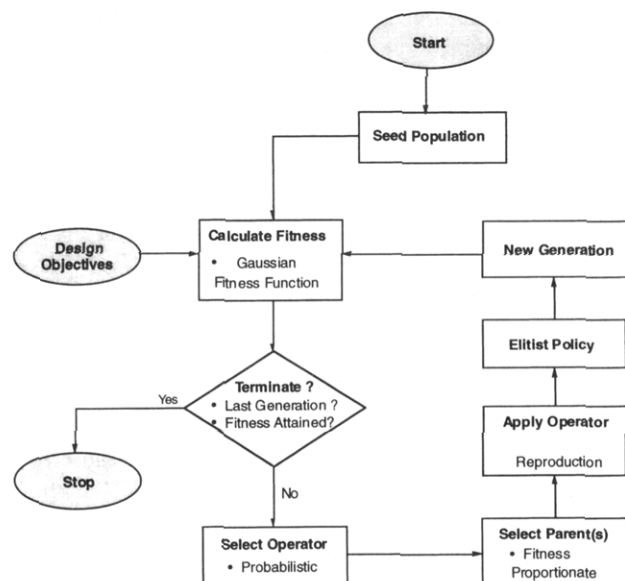 Start
Seed Population
Design
Objectives
Calculate Fitness
• Gaussian
Fitness Function
New Generation
Elitist Policy
Terminate ?
• Last Generation ?
• Fitness Attained?
Yes
Apply Operator
Reproduction
Stop
No
Select Operator
• Probabilistic
Select Parent(s)
• Fitness
Proportionate